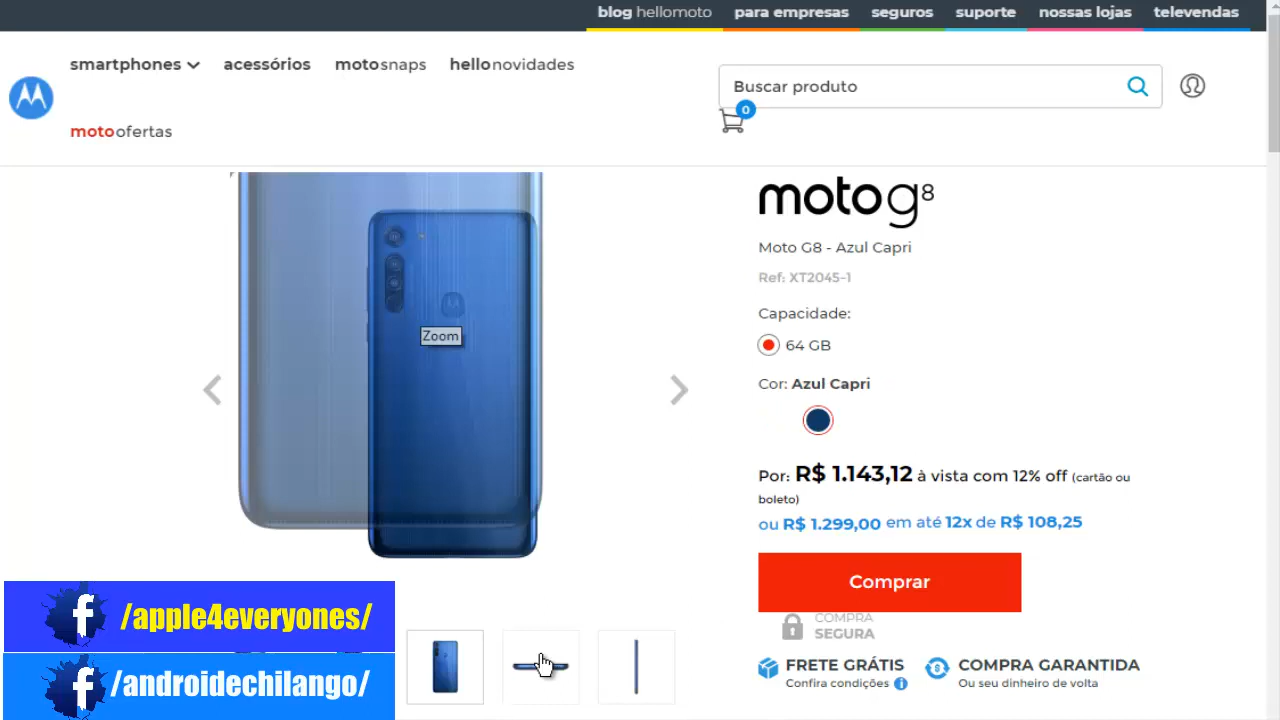 blog hellomoto para empresas seguros suporte nossas lojas televendas
smartphones acessórios motosnaps hellonovidades
Buscar produto
0
motoofertas
moto g8
Moto G8 - Azul Capri
Ref: XT2045-1
Capacidade:
64 GB
Zoom
Cor: Azul Capri
Por: R$ 1.143,12 à vista com 12% off (cartão ou
boleto)
ou R$ 1.299,00 em até 12x de R$ 108,25
Comprar
COMPRA
SEGURA
FRETE GRÁTIS
Confira condições i
COMPRA GARANTIDA
Ou seu dinheiro de volta
f /apple4everyones/
f /androidechilango/